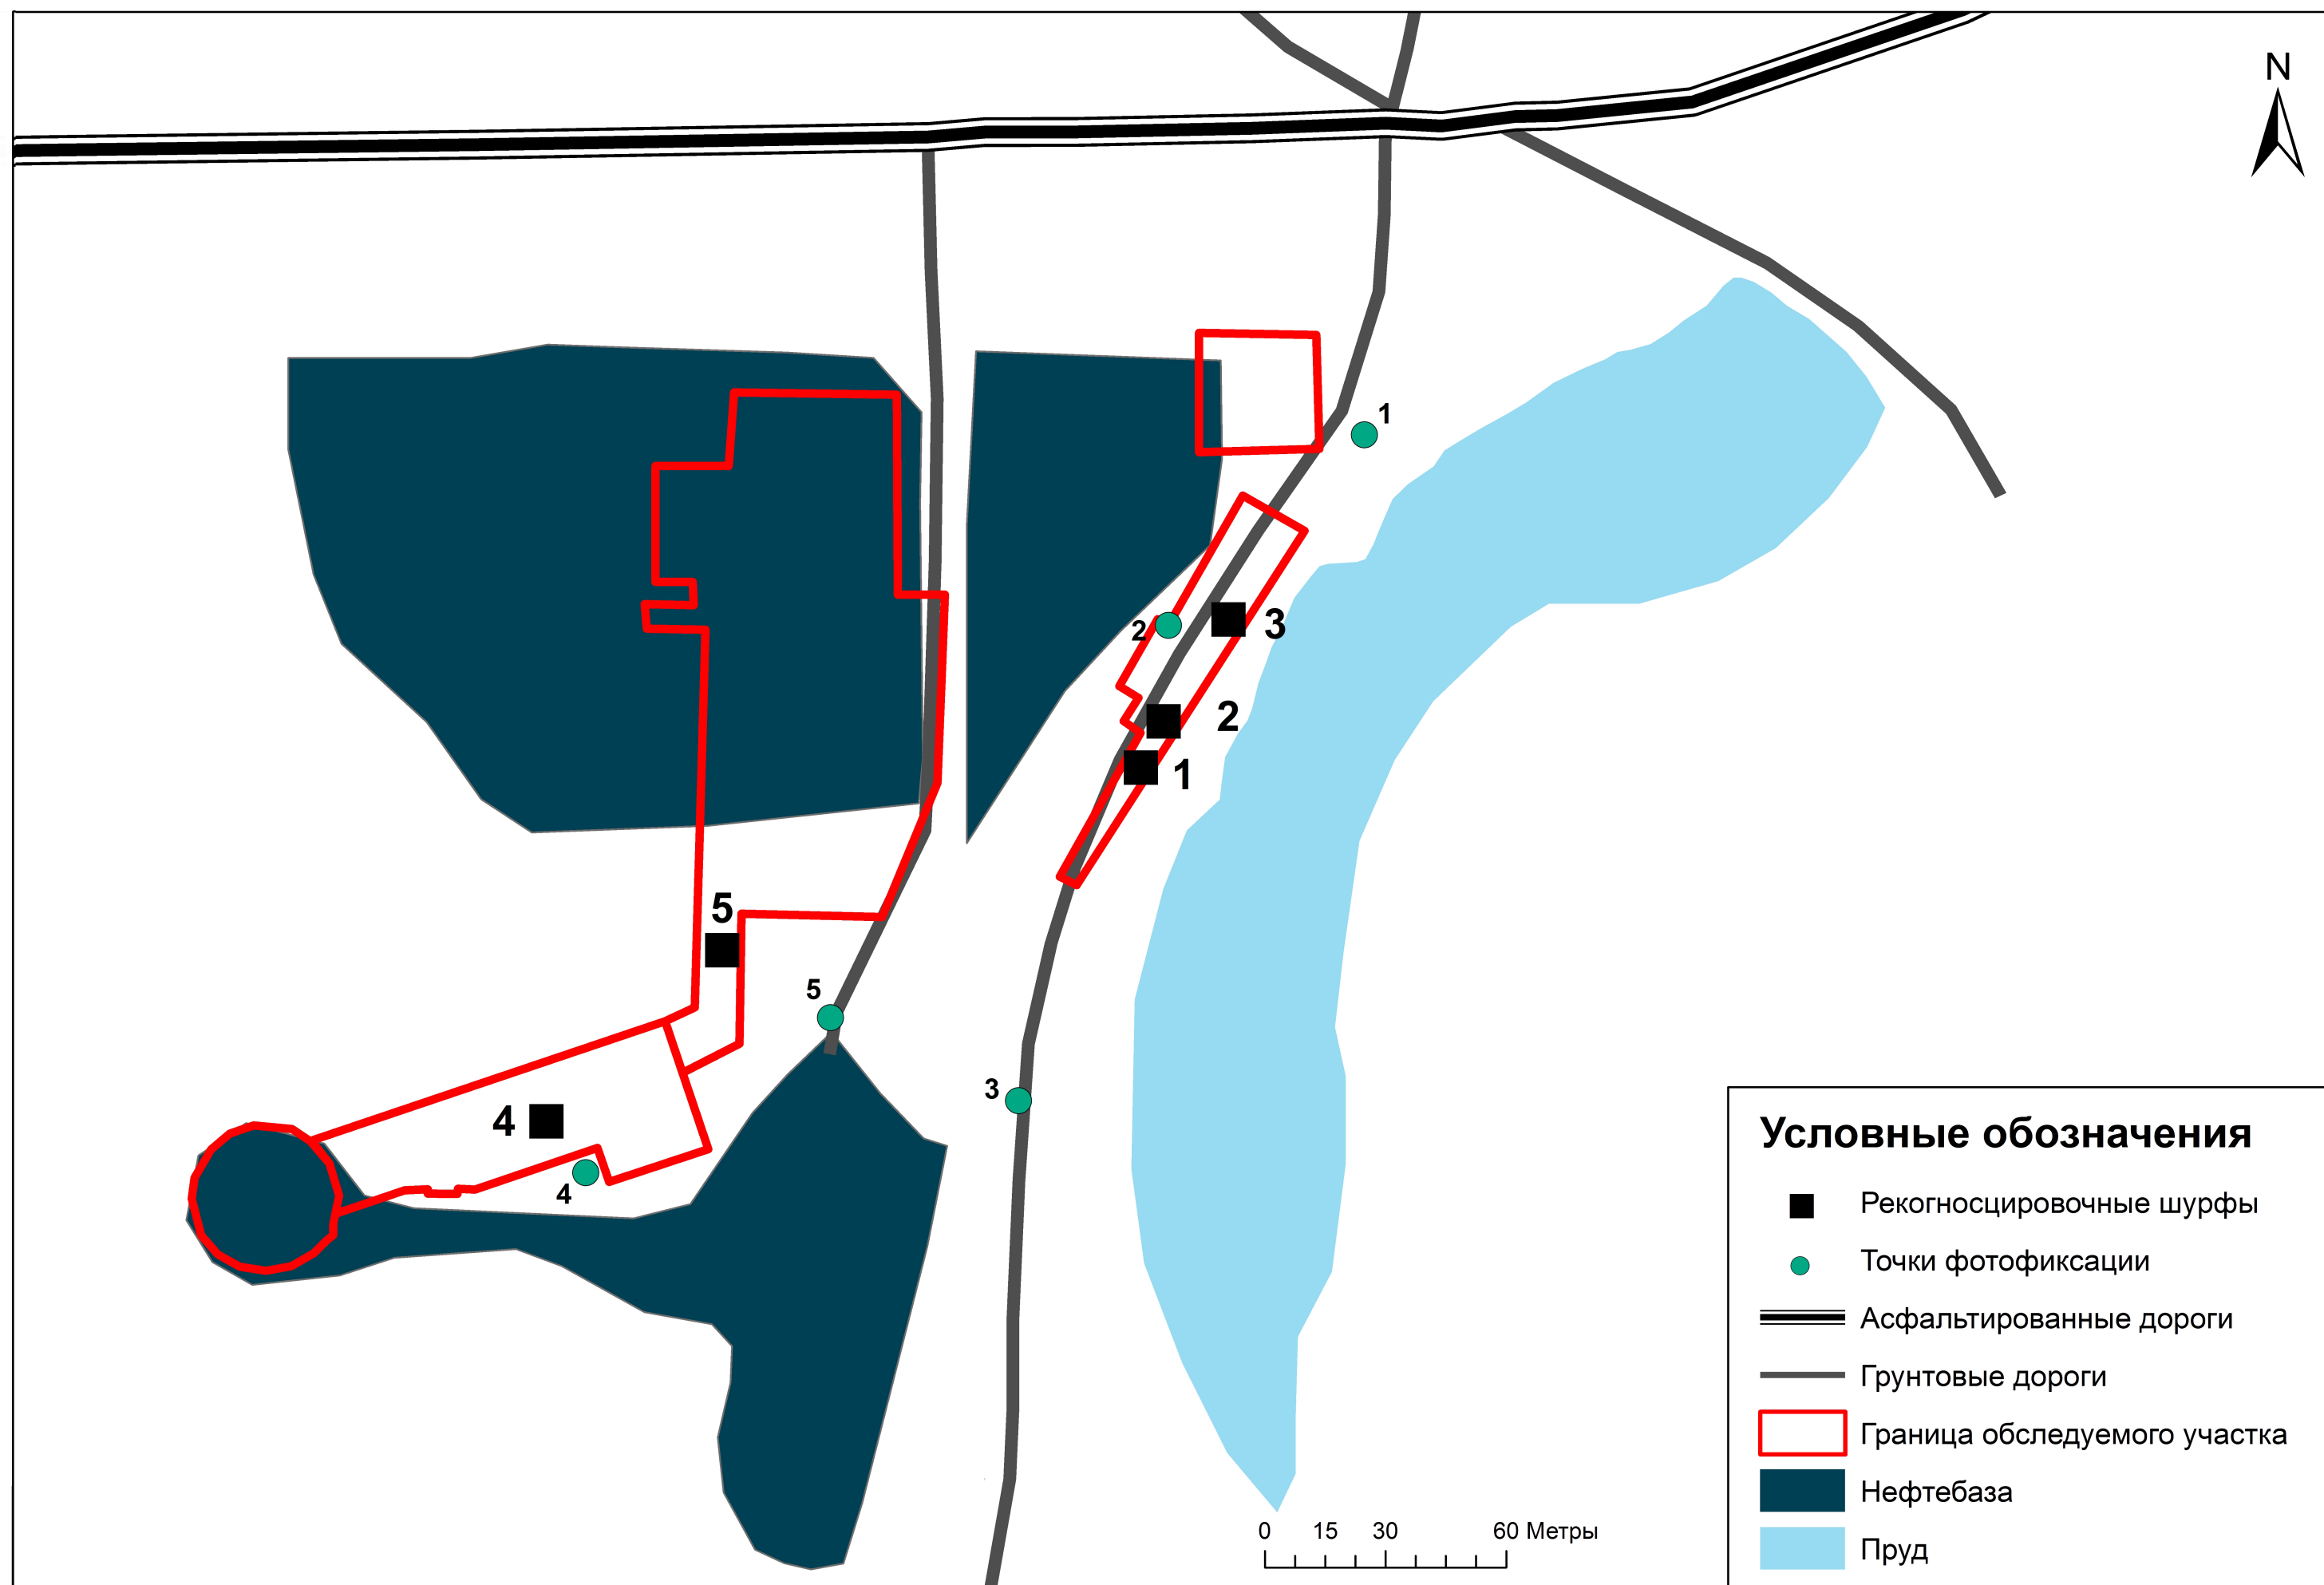 N
1
2
3
2
1
5
5
3
4
4
Условные обозначения
Рекогносцировочные шурфы
Точки фотофиксации
Асфальтированные дороги
Грунтовые дороги
Граница обследуемого участка
Нефтебаза
Пруд
0 15 30 60 Метры